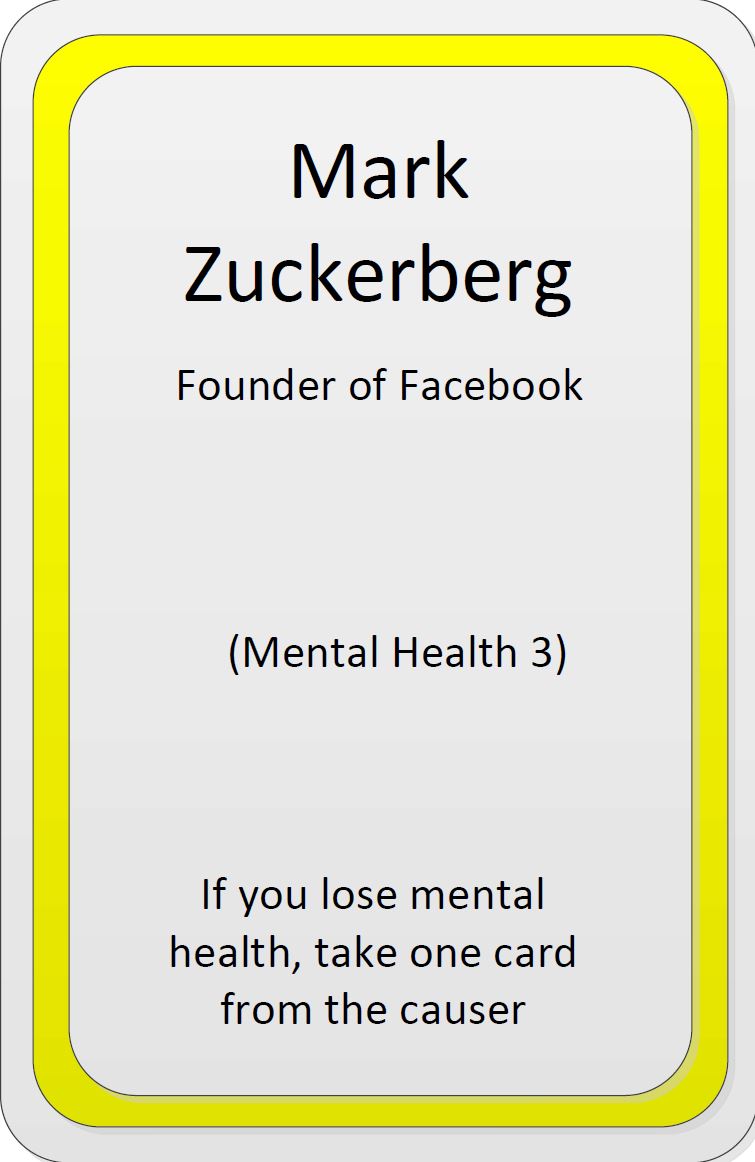 Mark
Zuckerberg
Founder of Facebook
(Mental Health 3)
If you lose mental
health, take one card
from the causer